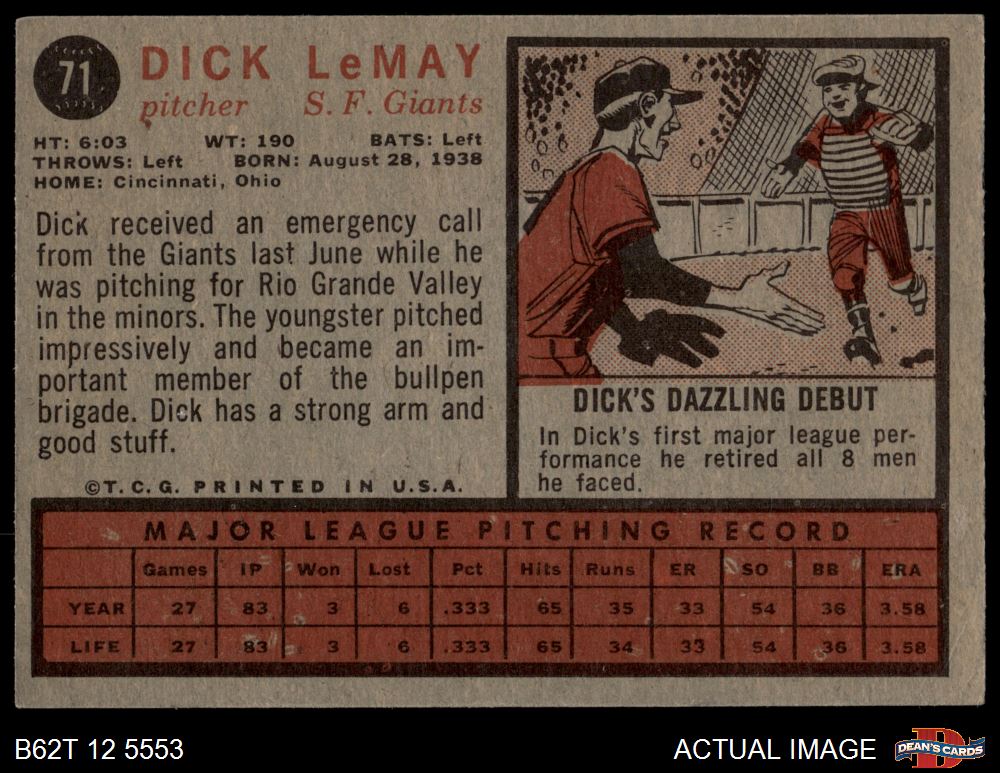 71
DICK LeMAY
pitcher S. F. Giants
HT: 6:03 WT: 190 BATS: Left
THROWS: Left BORN: August 28, 1938
HOME: Cincinnati, Ohio
Dick received an emergency call
from the Giants last June while he
was pitching for Rio Grande Valley
in the minors. The youngster pitched
impressively and became an im-
portant member of the bullpen
brigade. Dick has a strong arm and
good stuff.
©T.C.G. PRINTED IN U.S.A.
DICK'S DAZZLING DEBUT
In Dick's first major league per-
formance he retired all 8 men
he faced.
MAJOR LEAGUE PITCHING RECORD
Games IP Won Lost Pct Hits Runs ER SO BB ERA
YEAR 27 83 3 6 .333 65 35 33 54 36 3.58
LIFE 27 83 3 6 .333 65 34 33 54 36 3.58
B62T 12 5553 ACTUAL IMAGE D DEAN'S CARDS